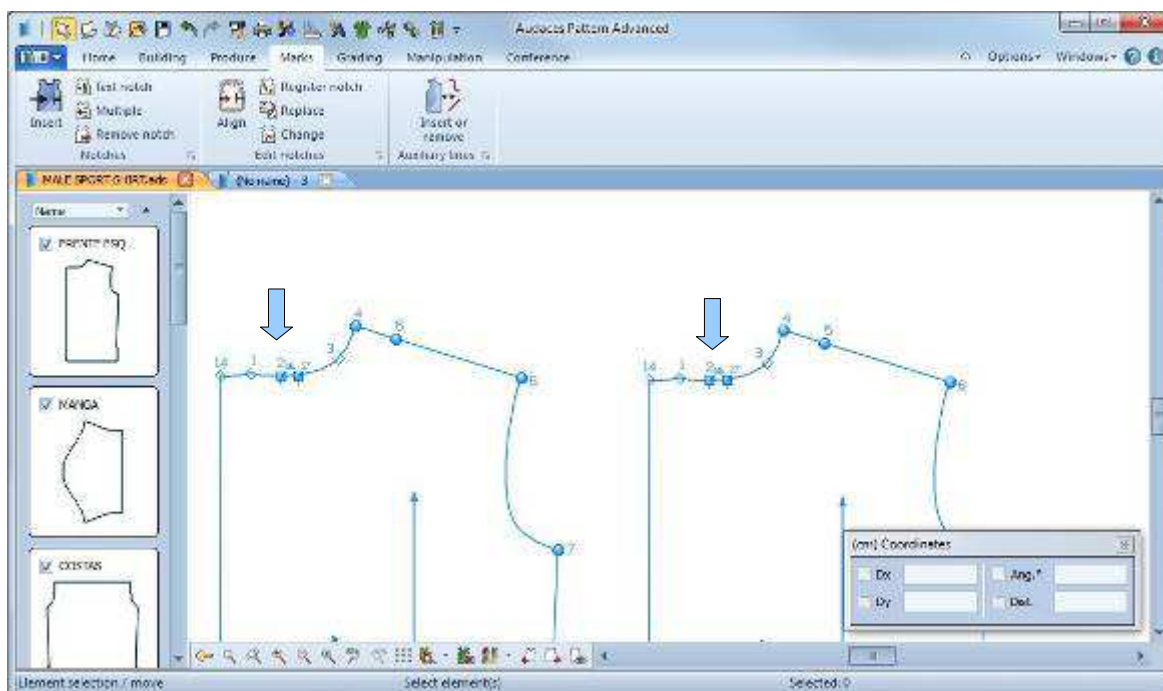 Audaces Pattern Advanced
Home Building Produce Marks Grading Manipulation Conference Options Windows
Insert
Text notch
Multiple
Remove notch
Notches
Align
Register notch
Replace
Change
Edit notches
Insert or
remove
Auxiliary lines
MALE SPORT SHIRT.ads
(No name) - 3
Name
FRENTE ESQ
MANGA
COSTAS
14 1 2 3 4 5 6 7
14 1 2 3 4 5 6
(cm) Coordinates
Dx Ang.°
Dy Dist.
Element selection / move Select element(s) Selected: 0